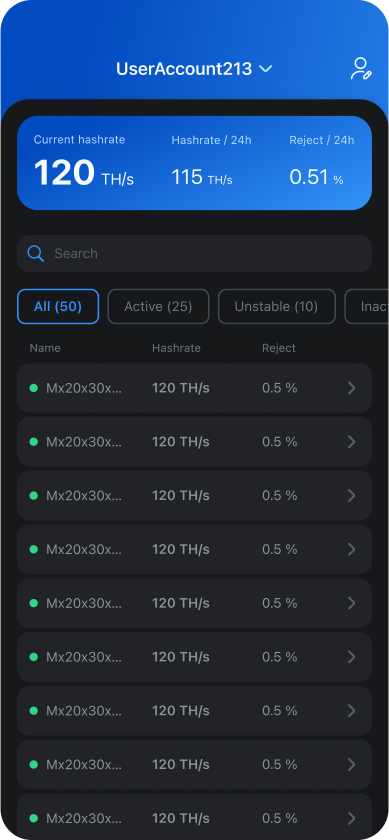 UserAccount213
Current hashrate Hashrate / 24h Reject / 24h
120 TH/s 115 TH/s 0.51 %
Search
All (50) Active (25) Unstable (10) Inac
Name Hashrate Reject
Mx20x30x... 120 TH/s 0.5 %
Mx20x30x... 120 TH/s 0.5 %
Mx20x30x... 120 TH/s 0.5 %
Mx20x30x... 120 TH/s 0.5 %
Mx20x30x... 120 TH/s 0.5 %
Mx20x30x... 120 TH/s 0.5 %
Mx20x30x... 120 TH/s 0.5 %
Mx20x30x... 120 TH/s 0.5 %
Mx20x30x... 120 TH/s 0.5 %